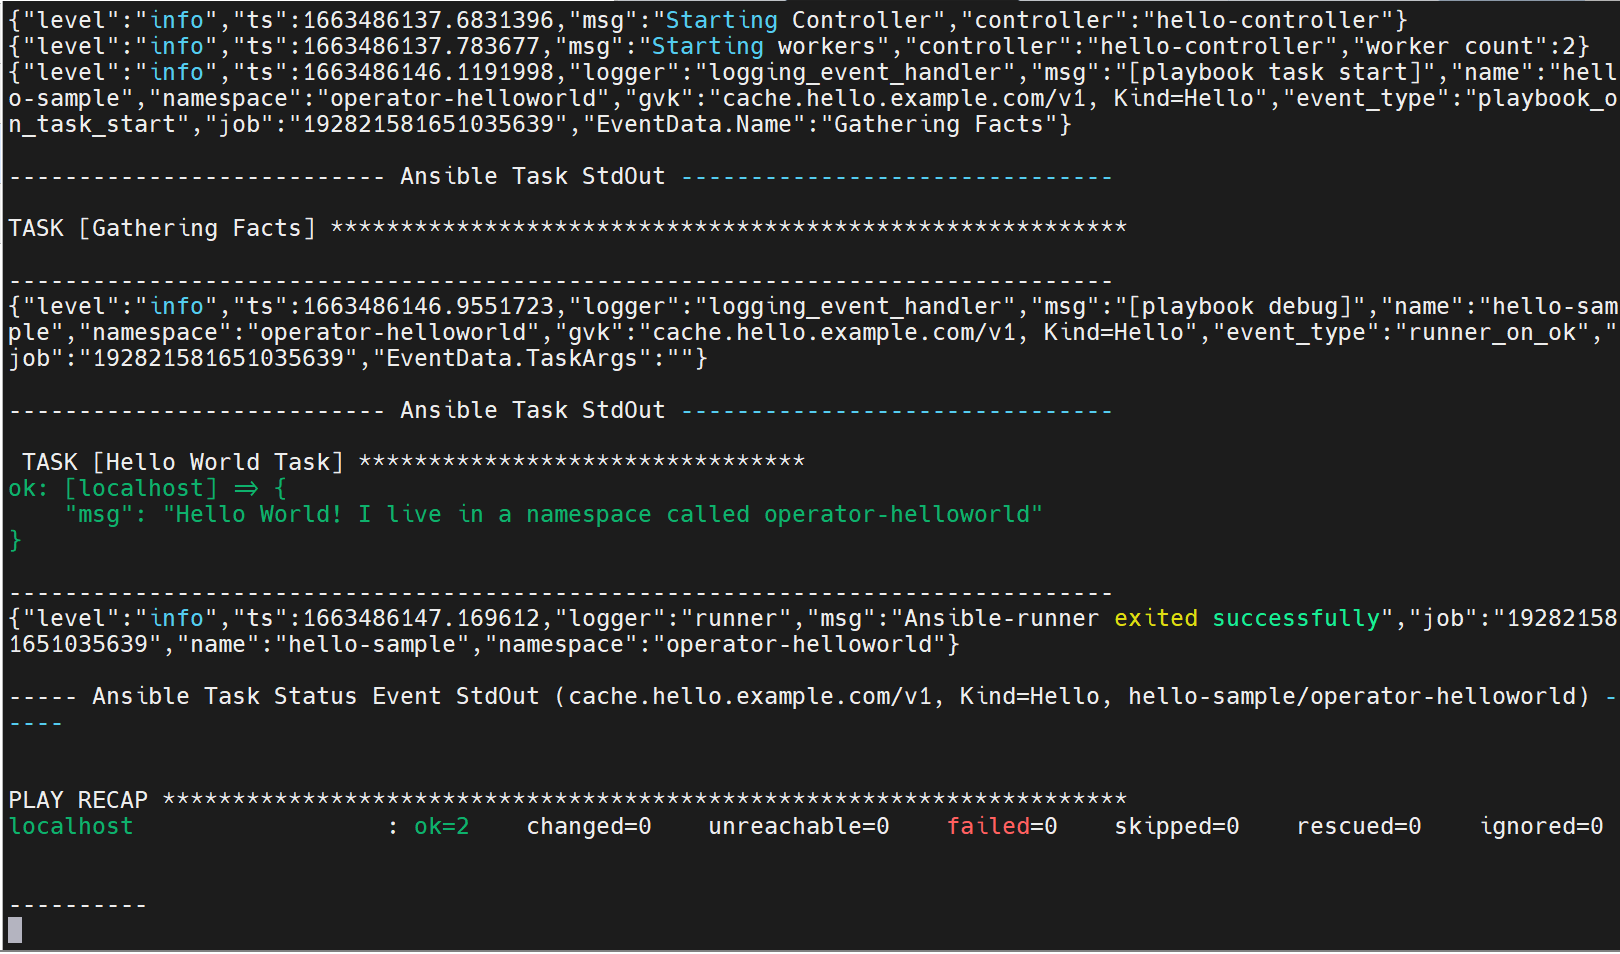 {"level":"info","ts":1663486137.6831396,"msg":"Starting Controller","controller":"hello-controller"}
{"level":"info","ts":1663486137.783677,"msg":"Starting workers","controller":"hello-controller","worker count":2}
{"level":"info","ts":1663486146.1191998,"logger":"logging_event_handler","msg":"[playbook task start]","name":"hell
o-sample","namespace":"operator-helloworld","gvk":"cache.hello.example.com/v1, Kind=Hello","event_type":"playbook_o
n_task_start","job":"192821581651035639","EventData.Name":"Gathering Facts"}
--------------------------- Ansible Task StdOut -------------------------------
TASK [Gathering Facts] *********************************************************
-------------------------------------------------------------------------------
{"level":"info","ts":1663486146.9551723,"logger":"logging_event_handler","msg":"[playbook debug]","name":"hello-sam
ple","namespace":"operator-helloworld","gvk":"cache.hello.example.com/v1, Kind=Hello","event_type":"runner_on_ok","
job":"192821581651035639","EventData.TaskArgs":""}
--------------------------- Ansible Task StdOut -------------------------------
 TASK [Hello World Task] ********************************
ok: [localhost] => {
    "msg": "Hello World! I live in a namespace called operator-helloworld"
}
-------------------------------------------------------------------------------
{"level":"info","ts":1663486147.169612,"logger":"runner","msg":"Ansible-runner exited successfully","job":"19282158
1651035639","name":"hello-sample","namespace":"operator-helloworld"}
----- Ansible Task Status Event StdOut (cache.hello.example.com/v1, Kind=Hello, hello-sample/operator-helloworld) -
----
PLAY RECAP *********************************************************************
localhost                  : ok=2    changed=0    unreachable=0    failed=0    skipped=0    rescued=0    ignored=0
----------